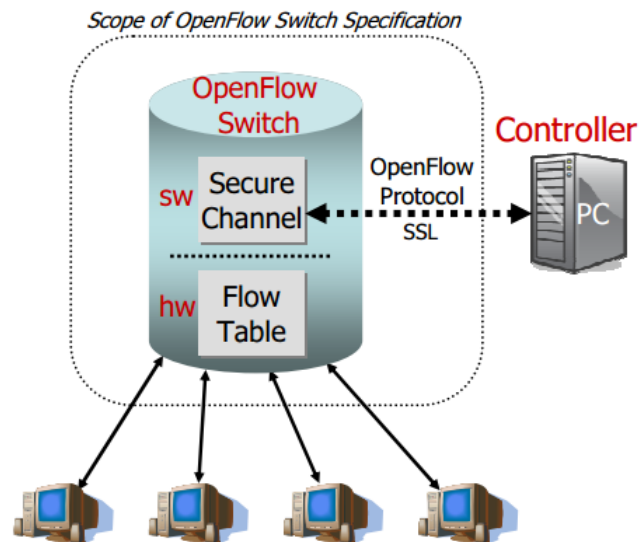 Scope of OpenFlow Switch Specification
OpenFlow
Switch
Controller
sw
Secure
Channel
OpenFlow
Protocol
SSL
PC
hw
Flow
Table